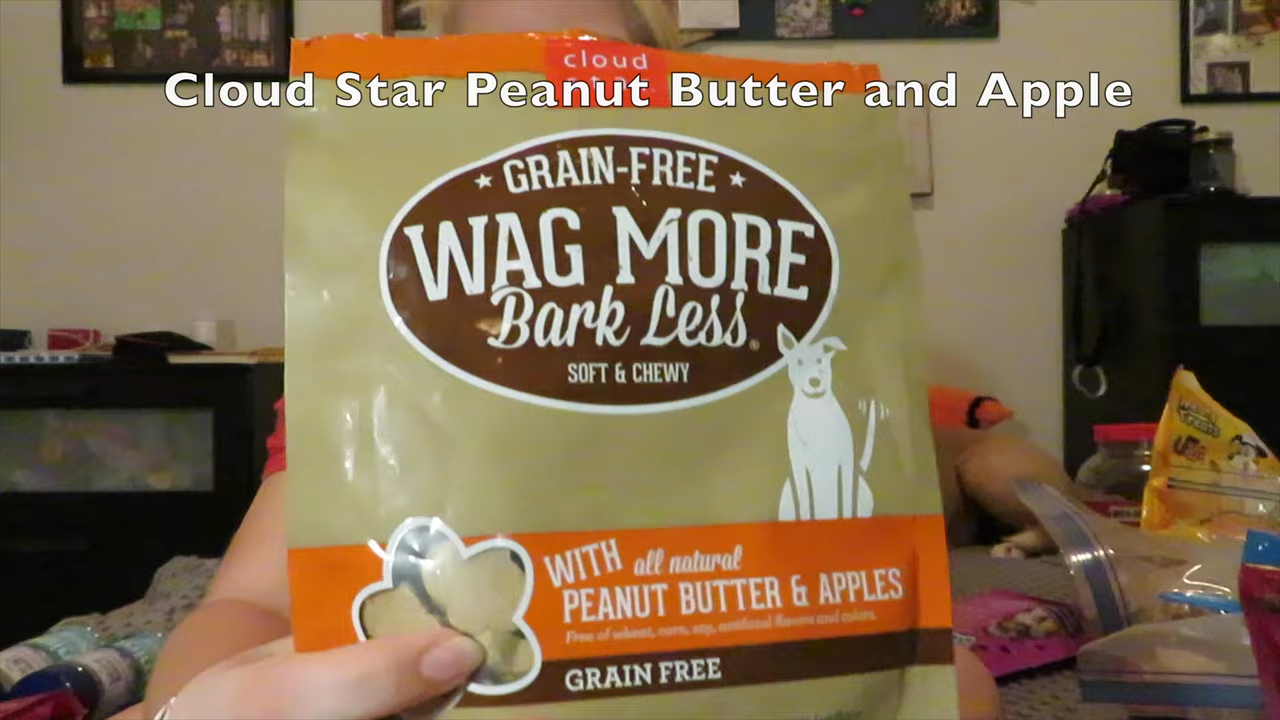 cloud
star
Cloud Star Peanut Butter and Apple
GRAIN-FREE
WAG MORE
Bark Less®
SOFT & CHEWY
WITH all natural
PEANUT BUTTER & APPLES
Free of wheat, corn, soy, artificial flavors and colors.
GRAIN FREE